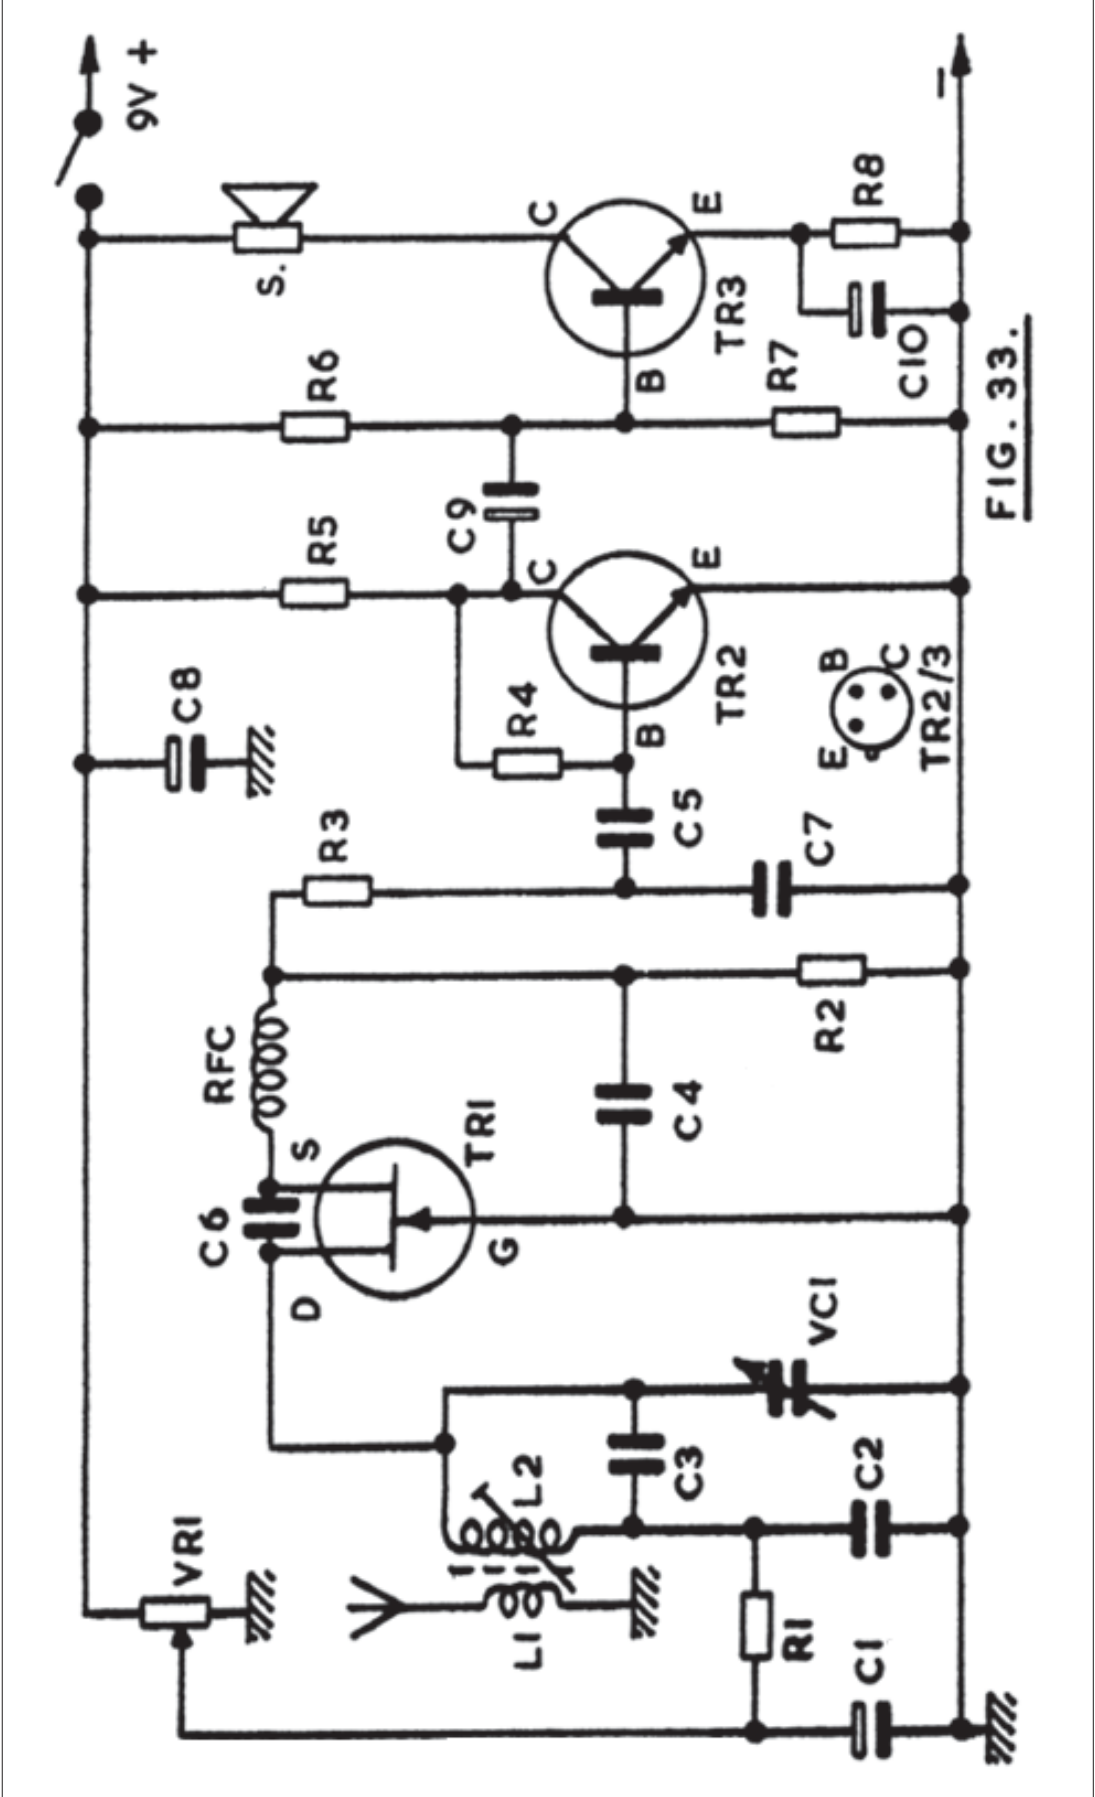 9V +
S.
C
E
R8
TR3
B
R6
R7
C10
C9
R5
C
E
FIG. 33.
C8
R4
TR2
B
B
E
C
TR2/3
R3
C5
C7
RFC
S
TR1
C4
R2
C6
G
D
VC1
VR1
L2
C3
C2
L1
R1
C1
–